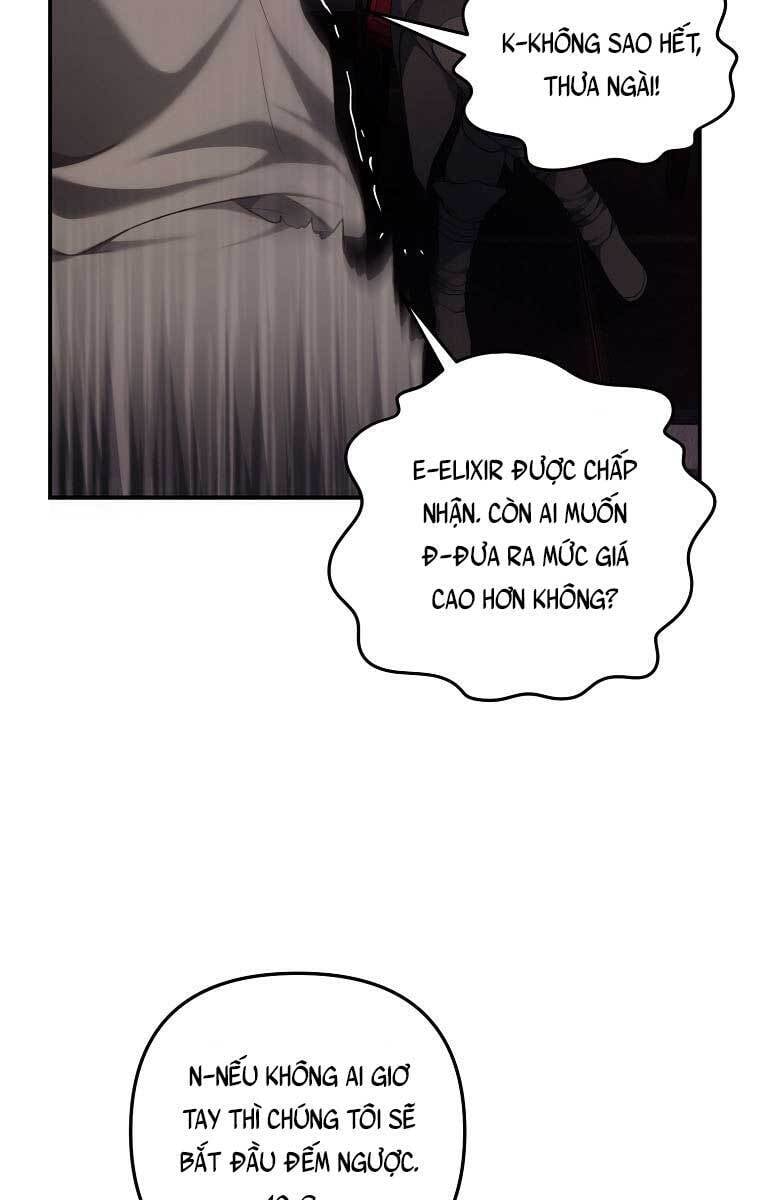 K-KHÔNG SAO HẾT,
THƯA NGÀI!
E-ELIXIR ĐƯỢC CHẤP
NHẬN. CÒN AI MUỐN
Đ-ĐƯA RA MỨC GIÁ
CAO HƠN KHÔNG?
N-NẾU KHÔNG AI GIƠ
TAY THÌ CHÚNG TÔI SẼ
BẮT ĐẦU ĐẾM NGƯỢC.